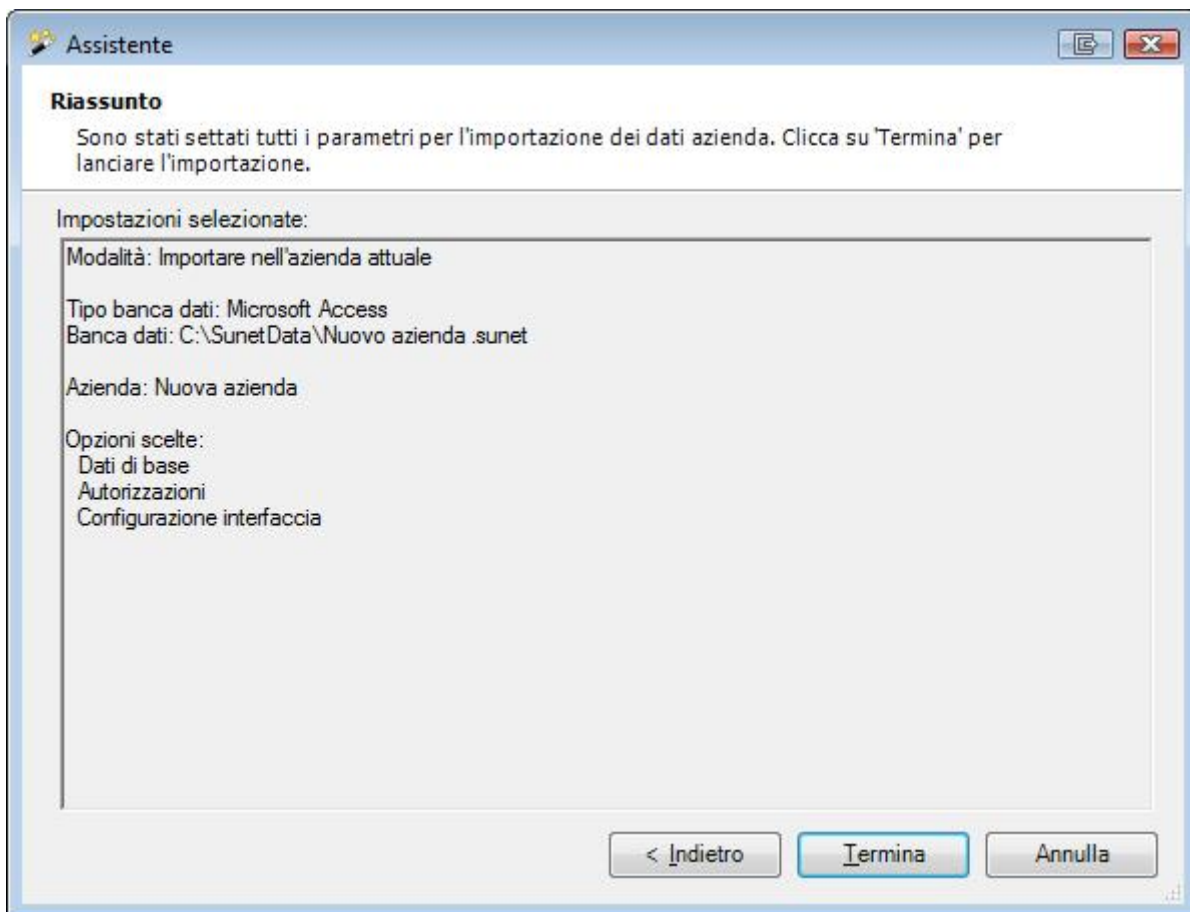 Assistente
Riassunto
Sono stati settati tutti i parametri per l'importazione dei dati azienda. Clicca su 'Termina' per
lanciare l'importazione.
Impostazioni selezionate:
Modalità: Importare nell'azienda attuale
Tipo banca dati: Microsoft Access
Banca dati: C:\SunetData\Nuovo azienda .sunet
Azienda: Nuova azienda
Opzioni scelte:
Dati di base
Autorizzazioni
Configurazione interfaccia
< Indietro
Termina
Annulla